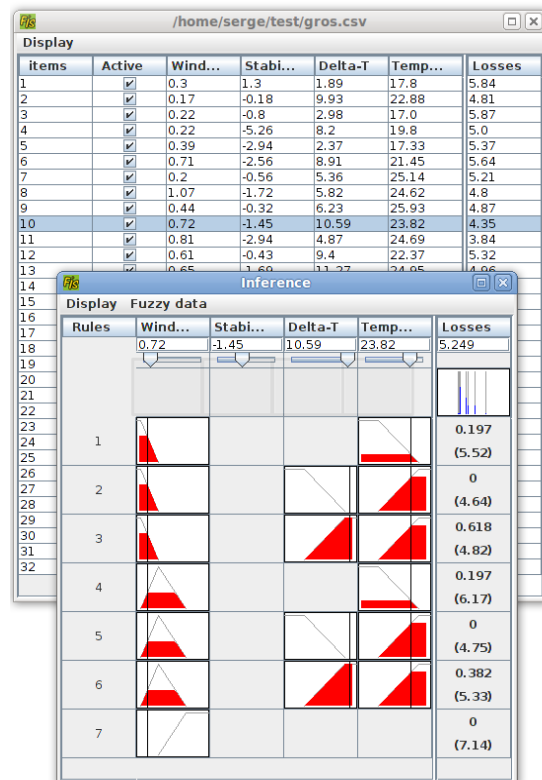 /home/serge/test/gros.csv
Display
items Active Wind... Stabi... Delta-T Temp... Losses
1 0.3 1.3 1.89 17.8 5.84
2 0.17 -0.18 9.93 22.88 4.81
3 0.22 -0.8 2.98 17.0 5.87
4 0.22 -5.26 8.2 19.8 5.0
5 0.39 -2.94 2.37 17.33 5.37
6 0.71 -2.56 8.91 21.45 5.64
7 0.2 -0.56 5.36 25.14 5.21
8 1.07 -1.72 5.82 24.62 4.8
9 0.44 -0.32 6.23 25.93 4.87
10 0.72 -1.45 10.59 23.82 4.35
11 0.81 -2.94 4.87 24.69 3.84
12 0.61 -0.43 9.4 22.37 5.32
13 0.65 -1.69 11.27 24.95 4.96
14
15
16
17
18
19
20
21
22
23
24
25
26
27
28
29
30
31
32
Fis
Inference
Display Fuzzy data
Rules Wind... Stabi... Delta-T Temp... Losses
0.72 -1.45 10.59 23.82 5.249
1 0.197
(5.52)
2 0
(4.64)
3 0.618
(4.82)
4 0.197
(6.17)
5 0
(4.75)
6 0.382
(5.33)
7 0
(7.14)